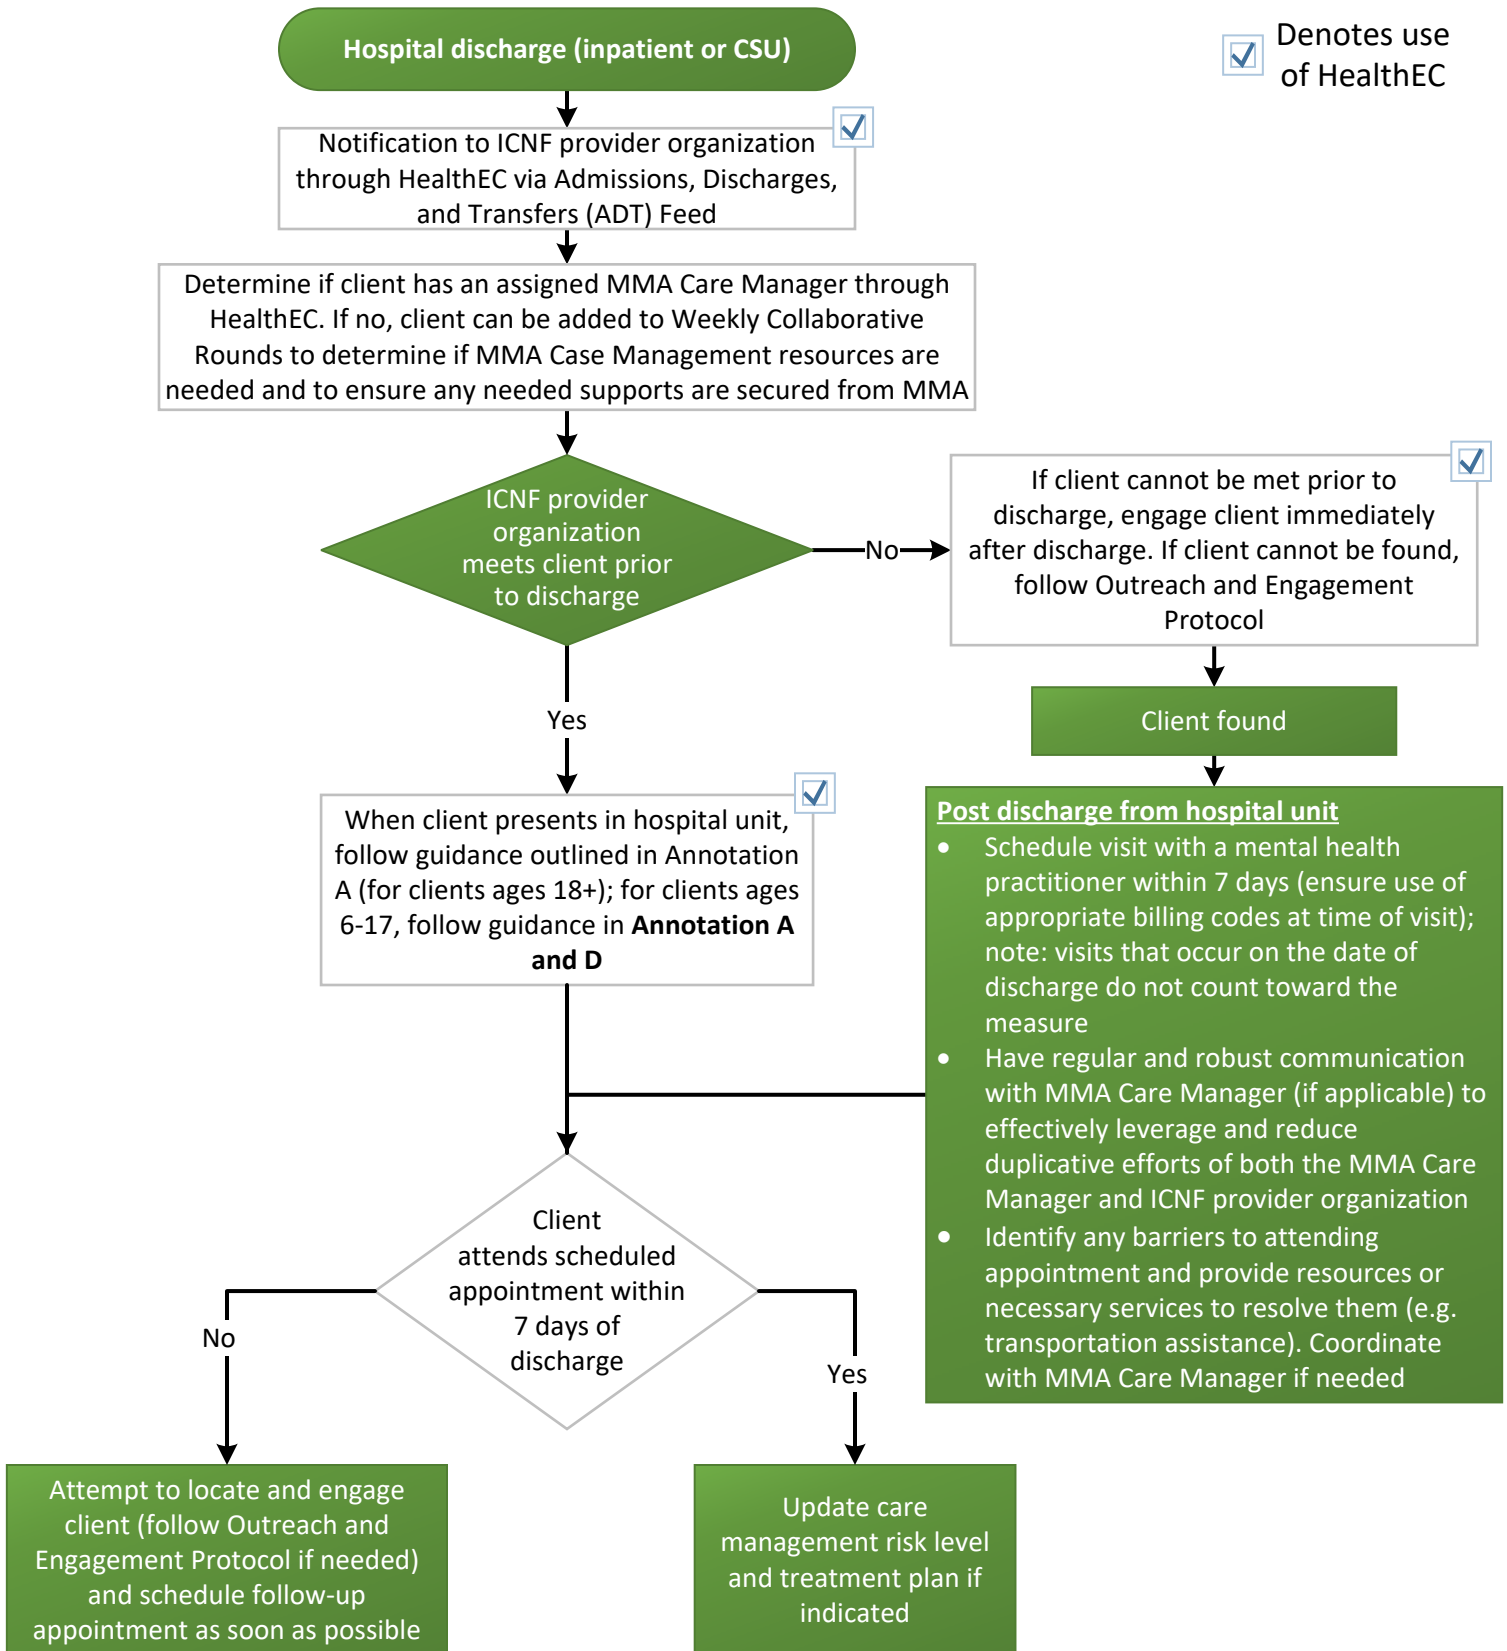 Hospital discharge (inpatient or CSU)
Denotes use
of HealthEC
Notification to ICNF provider organization
through HealthEC via Admissions, Discharges,
and Transfers (ADT) Feed
Determine if client has an assigned MMA Care Manager through
HealthEC. If no, client can be added to Weekly Collaborative
Rounds to determine if MMA Case Management resources are
needed and to ensure any needed supports are secured from MMA
ICNF provider
organization
meets client prior
to discharge
No
If client cannot be met prior to
discharge, engage client immediately
after discharge. If client cannot be found,
follow Outreach and Engagement
Protocol
Yes
Client found
When client presents in hospital unit,
follow guidance outlined in Annotation
A (for clients ages 18+); for clients ages
6-17, follow guidance in Annotation A
and D
Post discharge from hospital unit
• Schedule visit with a mental health
practitioner within 7 days (ensure use of
appropriate billing codes at time of visit);
note: visits that occur on the date of
discharge do not count toward the
measure
• Have regular and robust communication
with MMA Care Manager (if applicable) to
effectively leverage and reduce
duplicative efforts of both the MMA Care
Manager and ICNF provider organization
• Identify any barriers to attending
appointment and provide resources or
necessary services to resolve them (e.g.
transportation assistance). Coordinate
with MMA Care Manager if needed
Client
attends scheduled
appointment within
7 days of
discharge
No
Yes
Attempt to locate and engage
client (follow Outreach and
Engagement Protocol if needed)
and schedule follow-up
appointment as soon as possible
Update care
management risk level
and treatment plan if
indicated